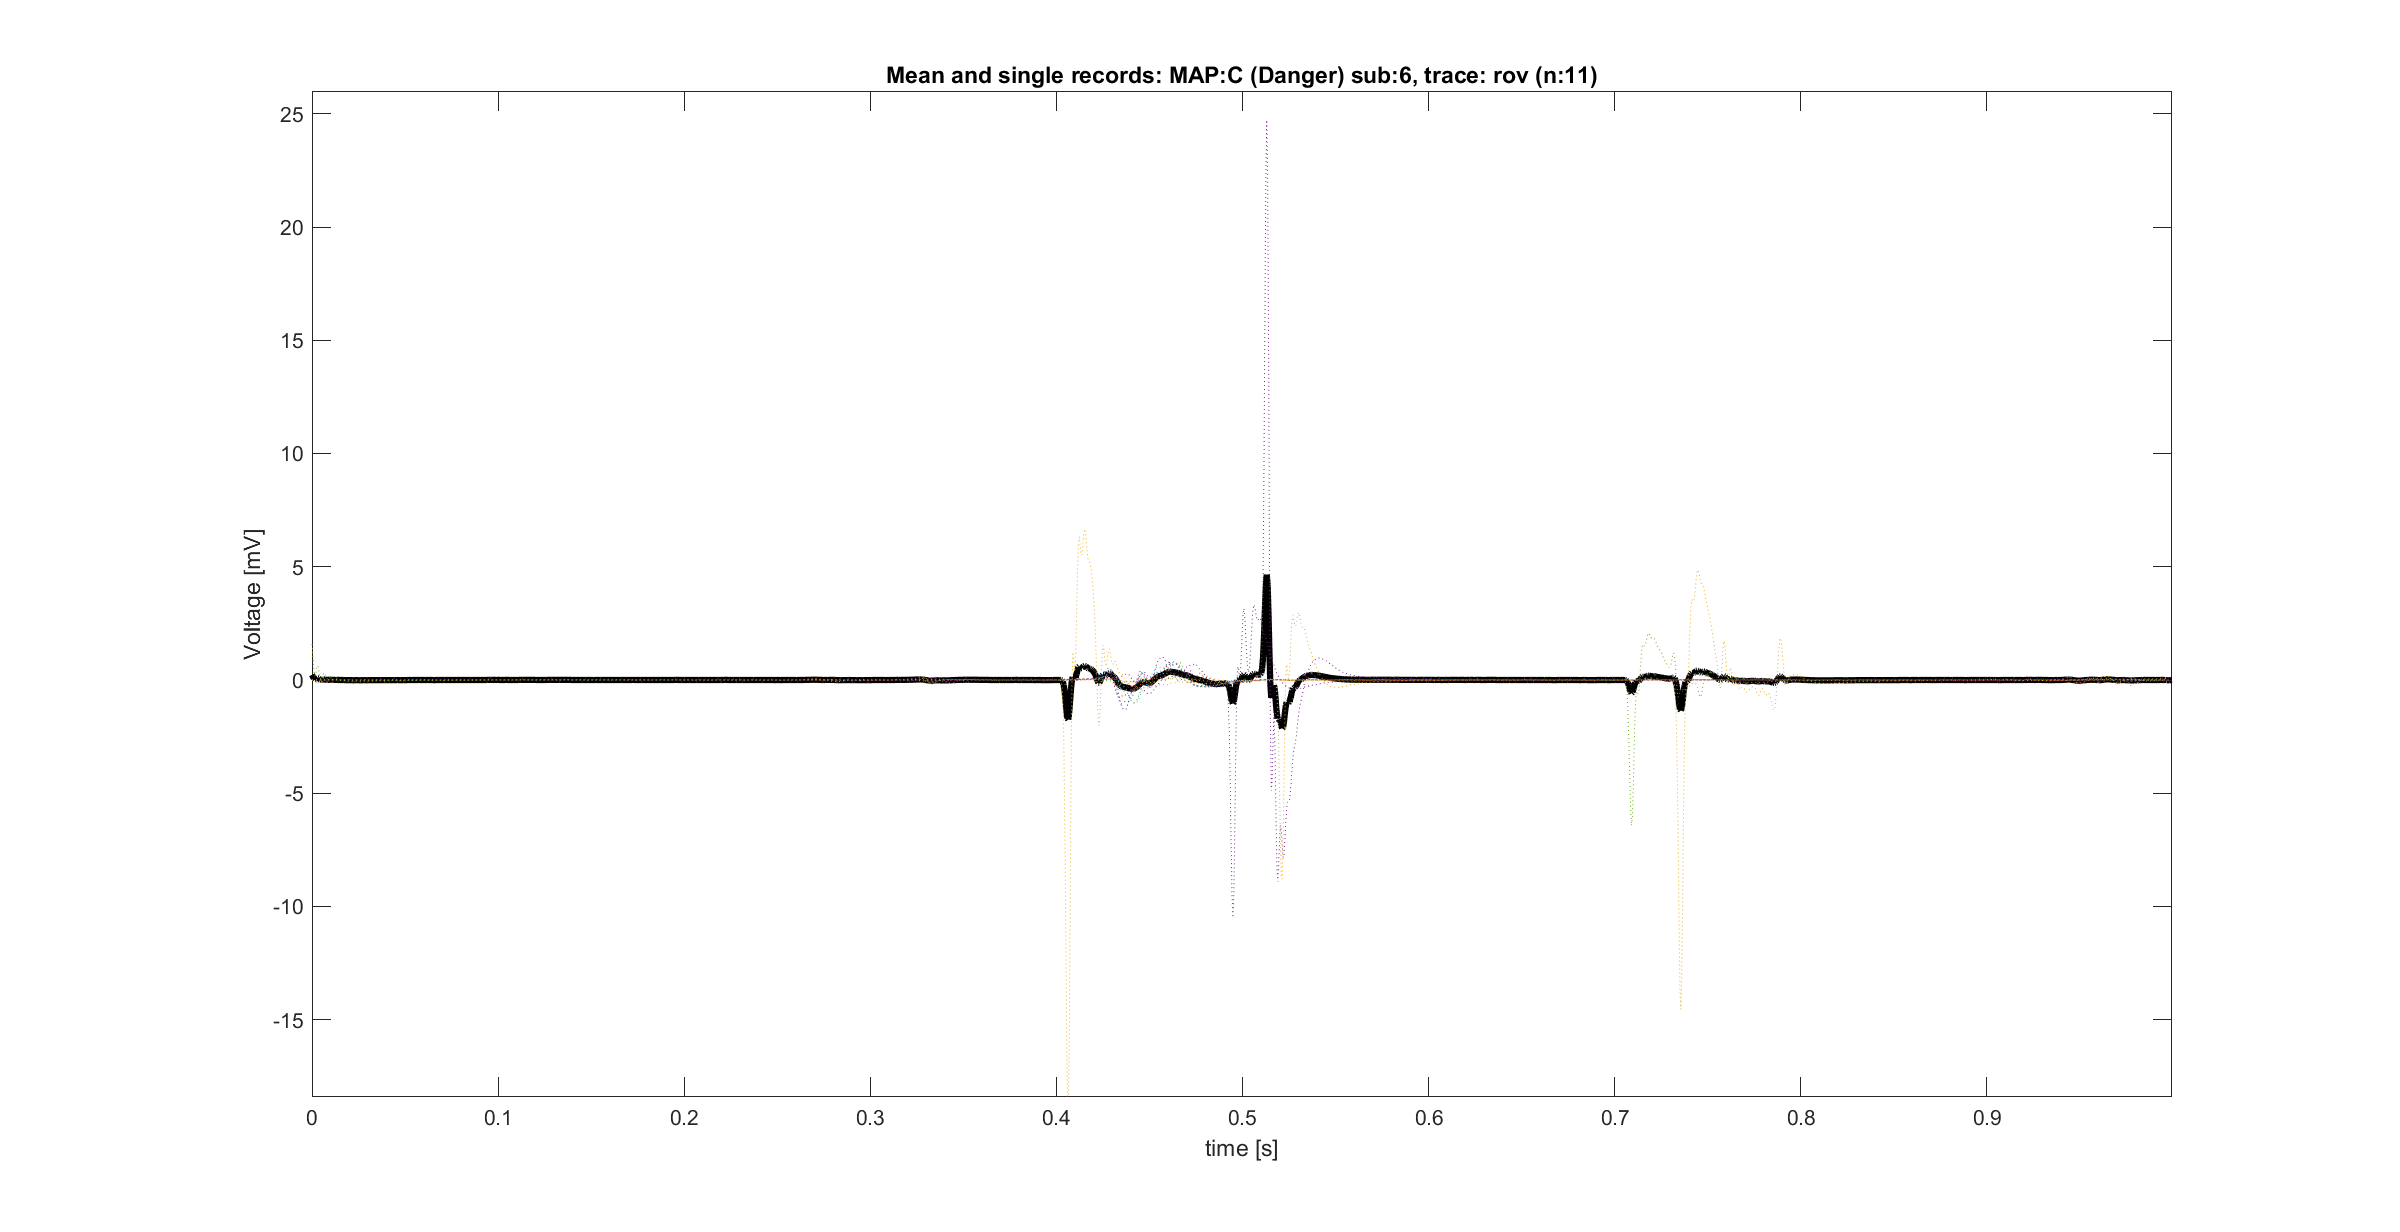 Mean and single records: MAP:C (Danger) sub:6, trace: rov (n:11)
25
20
15
10
5
0
-5
-10
-15
Voltage [mV]
0 0.1 0.2 0.3 0.4 0.5 0.6 0.7 0.8 0.9
time [s]